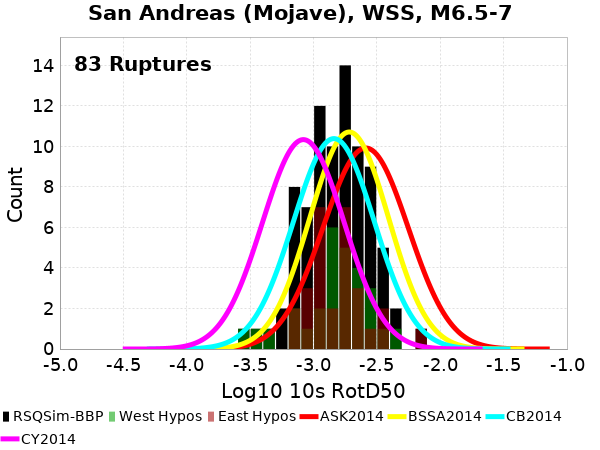 San Andreas (Mojave), WSS, M6.5-7
83 Ruptures
Count
14
12
10
8
6
4
2
0
-5.0 -4.5 -4.0 -3.5 -3.0 -2.5 -2.0 -1.5 -1.0
Log10 10s RotD50
RSQSim-BBP West Hypos East Hypos ASK2014 BSSA2014 CB2014
CY2014